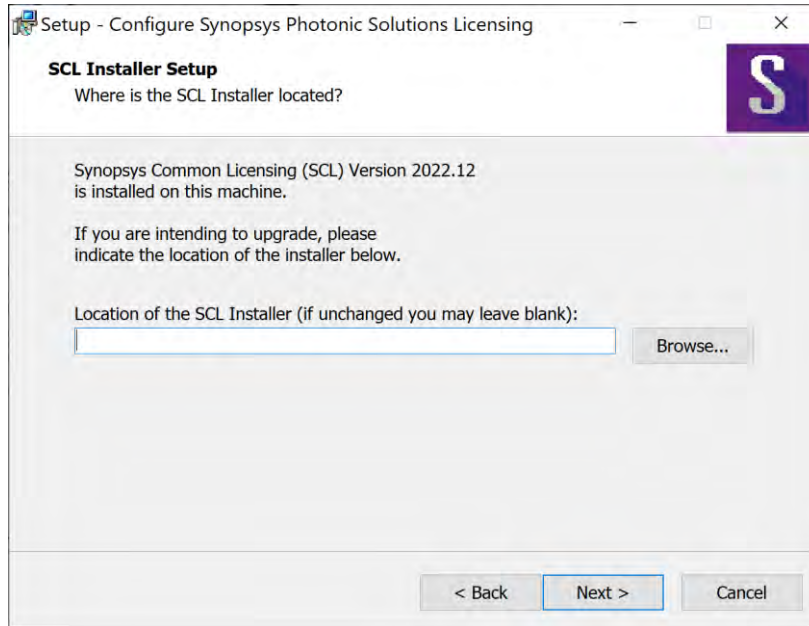 Setup - Configure Synopsys Photonic Solutions Licensing
SCL Installer Setup
Where is the SCL Installer located?
S
Synopsys Common Licensing (SCL) Version 2022.12
is installed on this machine.
If you are intending to upgrade, please
indicate the location of the installer below.
Location of the SCL Installer (if unchanged you may leave blank):
Browse...
< Back
Next >
Cancel